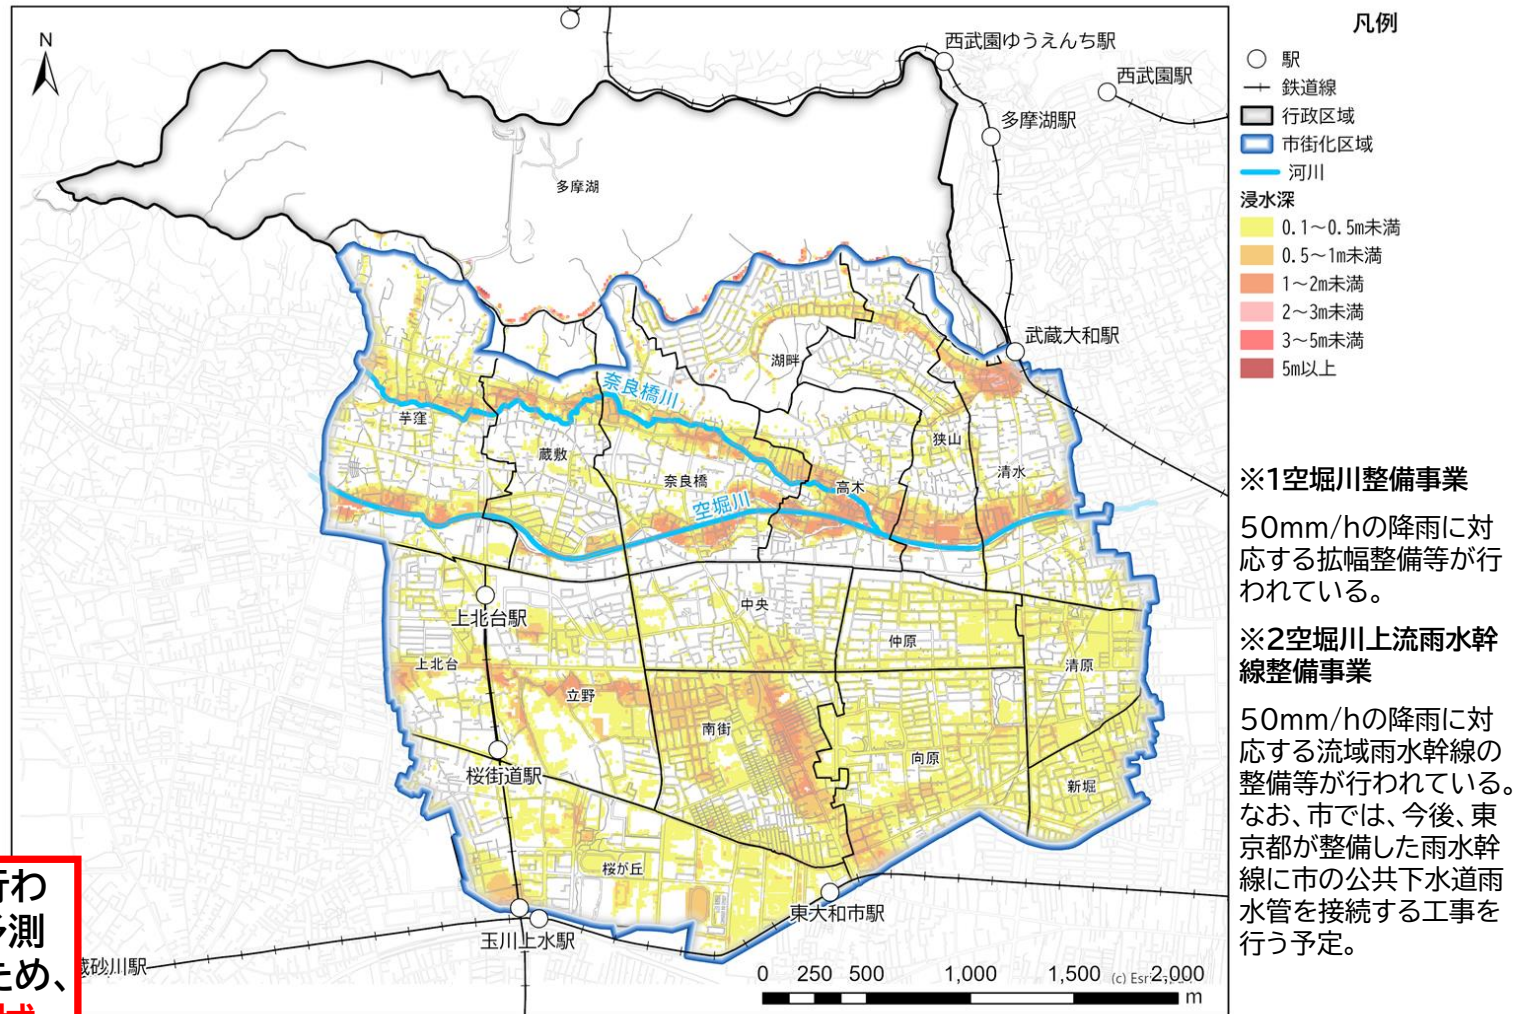 N
西武園ゆうえんち駅
西武園駅
多摩湖駅
多摩湖
武蔵大和駅
湖畔
奈良橋川
芋窪
蔵敷
狭山
清水
奈良橋
高木
空堀川
中央
上北台駅
仲原
上北台
清原
立野
南街
向原
桜街道駅
新堀
桜が丘
東大和市駅
玉川上水駅
砂川駅
0 250 500 1,000 1,500 2,000
m
(c) Esri
行わ
予測
ため、
域
凡例
駅
鉄道線
行政区域
市街化区域
河川
浸水深
0.1～0.5m未満
0.5～1m未満
1～2m未満
2～3m未満
3～5m未満
5m以上
※1空堀川整備事業
50mm/hの降雨に対
応する拡幅整備等が行
われている。
※2空堀川上流雨水幹
線整備事業
50mm/hの降雨に対
応する流域雨水幹線の
整備等が行われている。
なお、市では、今後、東
京都が整備した雨水幹
線に市の公共下水道雨
水管を接続する工事を
行う予定。